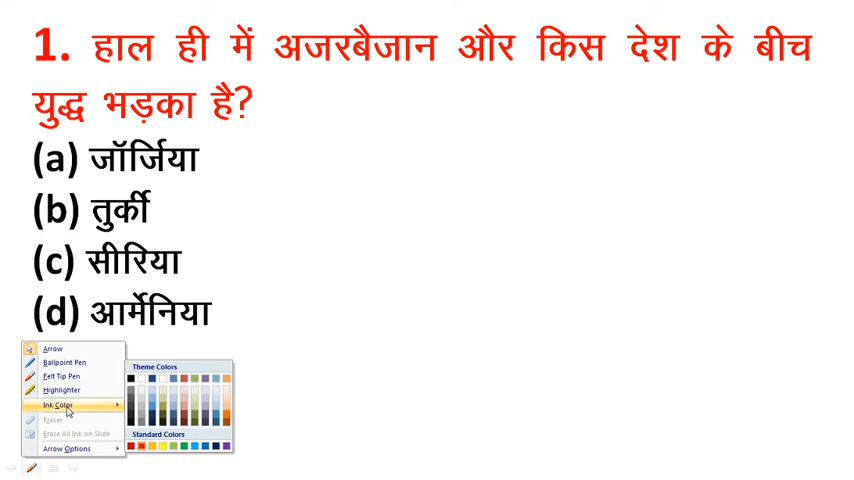 1. हाल ही में अजरबैजान और किस देश के बीच
युद्ध भड़का है?
(a) जॉर्जिया
(b) तुर्की
(c) सीरिया
(d) आर्मेनिया
Arrow
Ballpoint Pen
Felt Tip Pen
Highlighter
Ink Color
Eraser
Erase All Ink on Slide
Arrow Options
Theme Colors
Standard Colors